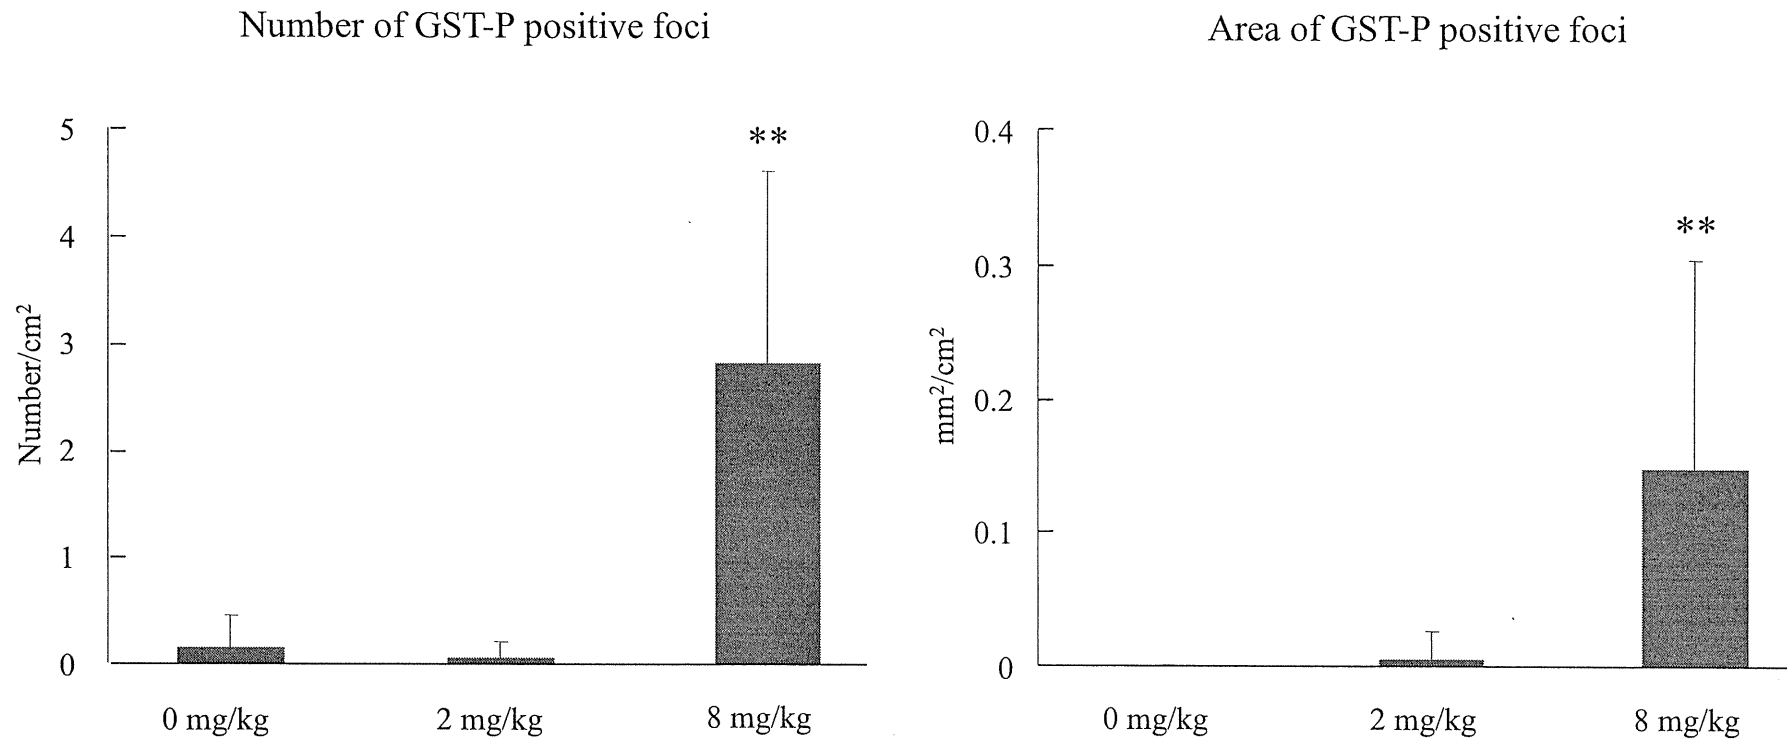 Number of GST-P positive foci
Number/cm²
5
4
3
2
1
0
**
0 mg/kg
2 mg/kg
8 mg/kg
Area of GST-P positive foci
mm²/cm²
0.4
0.3
0.2
0.1
0
**
0 mg/kg
2 mg/kg
8 mg/kg